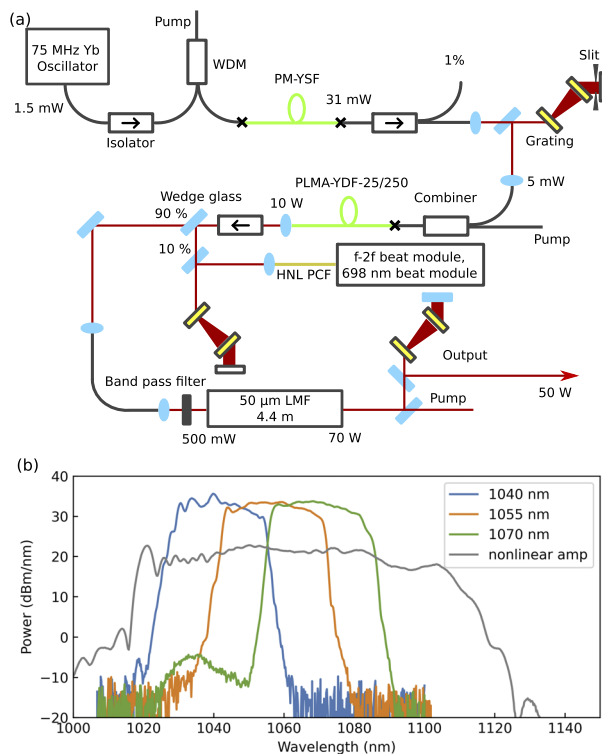 (a)
75 MHz Yb
Oscillator
Pump
WDM
PM-YSF
1%
Slit
1.5 mW
31 mW
Isolator
Grating
5 mW
Wedge glass
PLMA-YDF-25/250
Combiner
90 %
10 W
Pump
10 %
HNL PCF
f-2f beat module,
698 nm beat module
Output
50 W
Band pass filter
50 µm LMF
4.4 m
Pump
500 mW
70 W
(b)
40
30
20
10
0
−10
−20
Power (dBm/nm)
1040 nm
1055 nm
1070 nm
nonlinear amp
1000
1020
1040
1060
1080
1100
1120
1140
Wavelength (nm)